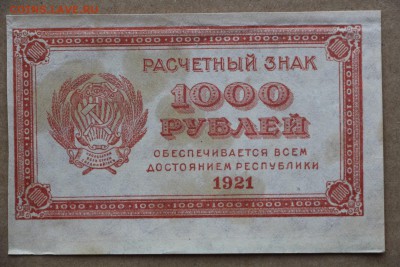 COINS.SU
РАСЧЕТНЫЙ ЗНАК
1000
РУБЛЕЙ
ОБЕСПЕЧИВАЕТСЯ ВСЕМ
ДОСТОЯНИЕМ РЕСПУБЛИКИ
1921